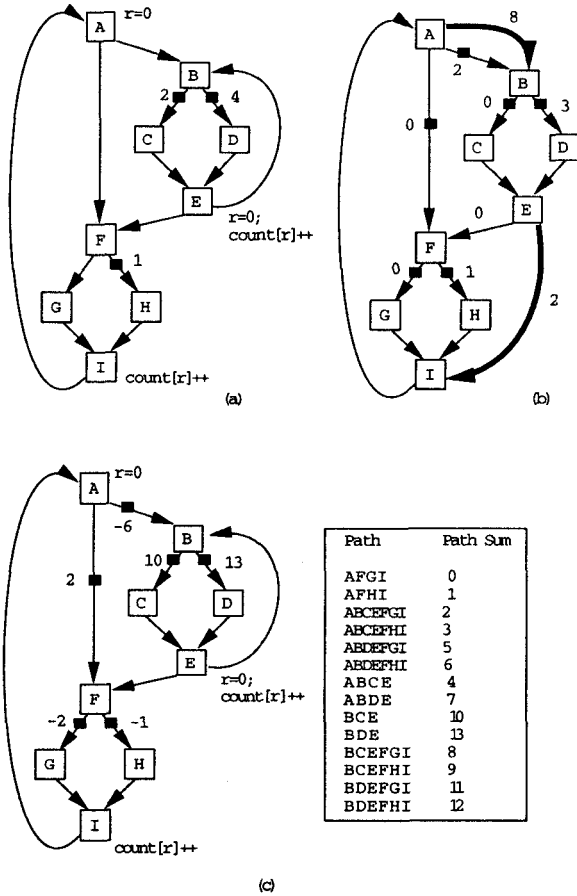 A r=0
B
2 4
C D
E
r=0;
count[r]++
F
1
G H
I
count[r]++
(a)
8
A
2
B
0 3
C D
0
E
0
F
0 1
G H
2
I
(b)
r=0
A
-6
B
10 13
2
C D
E
r=0;
count[r]++
F
-2 -1
G H
I
count[r]++
(c)
Path Path Sum
AFGI 0
AFHI 1
ABCEFGI 2
ABCEFHI 3
ABDEFGI 5
ABDEFHI 6
ABCE 4
ABDE 7
BCE 10
BDE 13
BCEFGI 8
BCEFHI 9
BDEFGI 11
BDEFHI 12